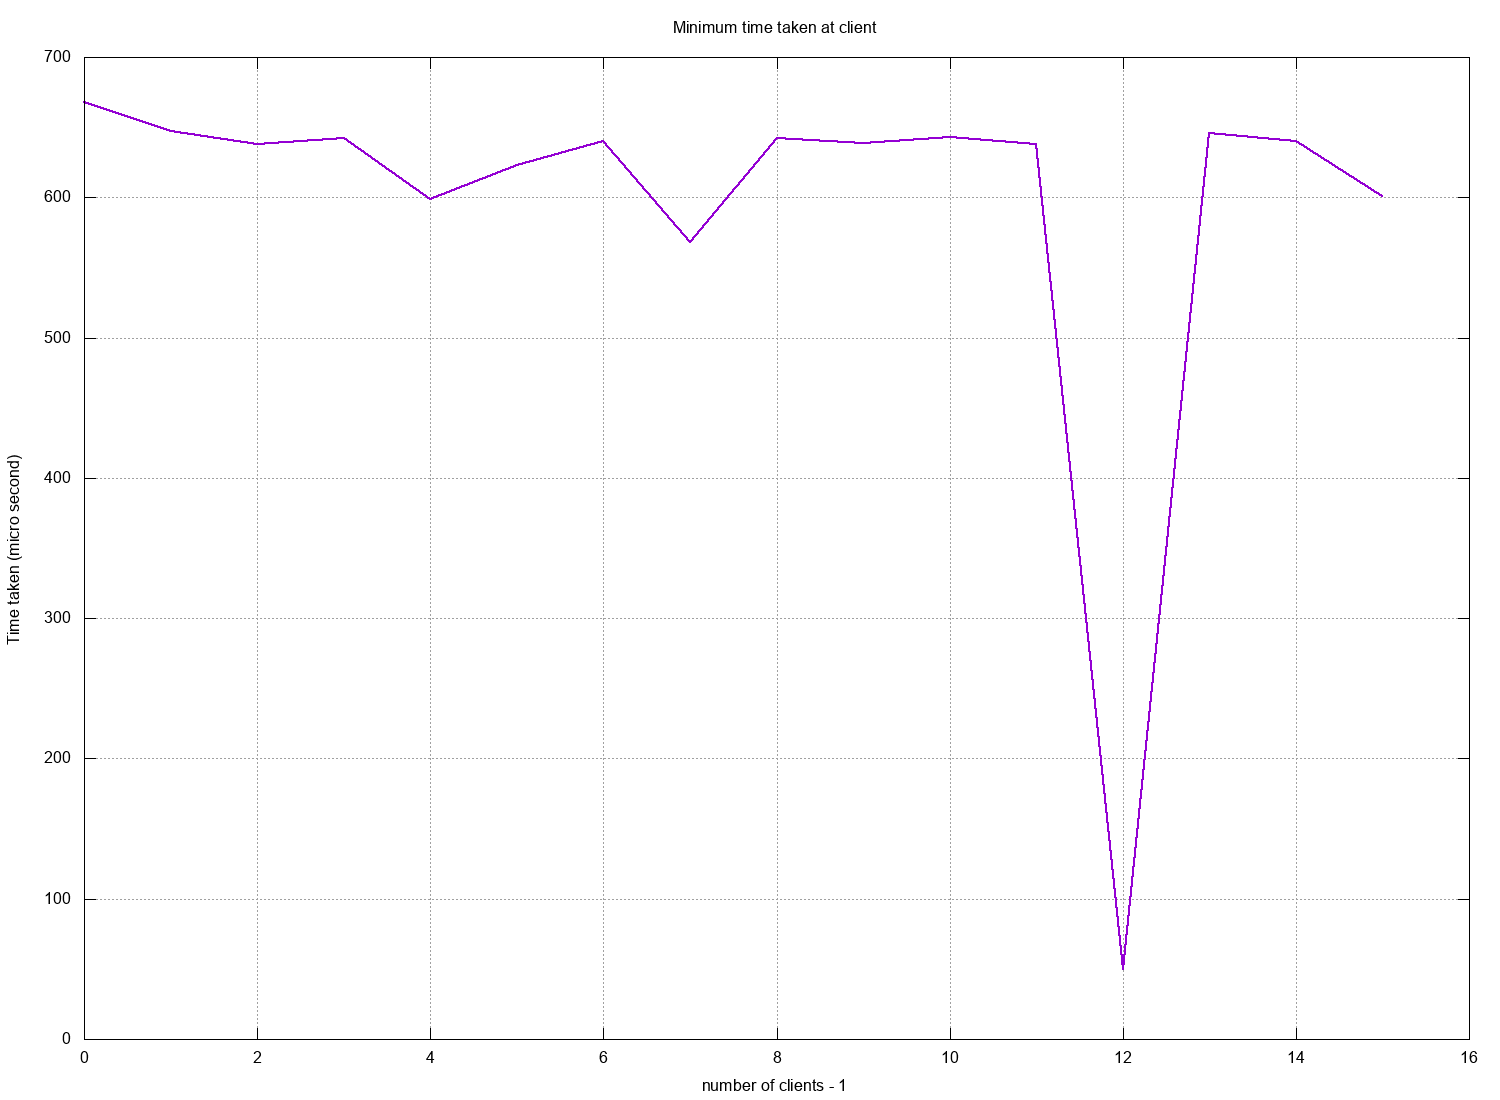 Minimum time taken at client
700
600
500
400
300
200
100
0
Time taken (micro second)
0 2 4 6 8 10 12 14 16
number of clients - 1